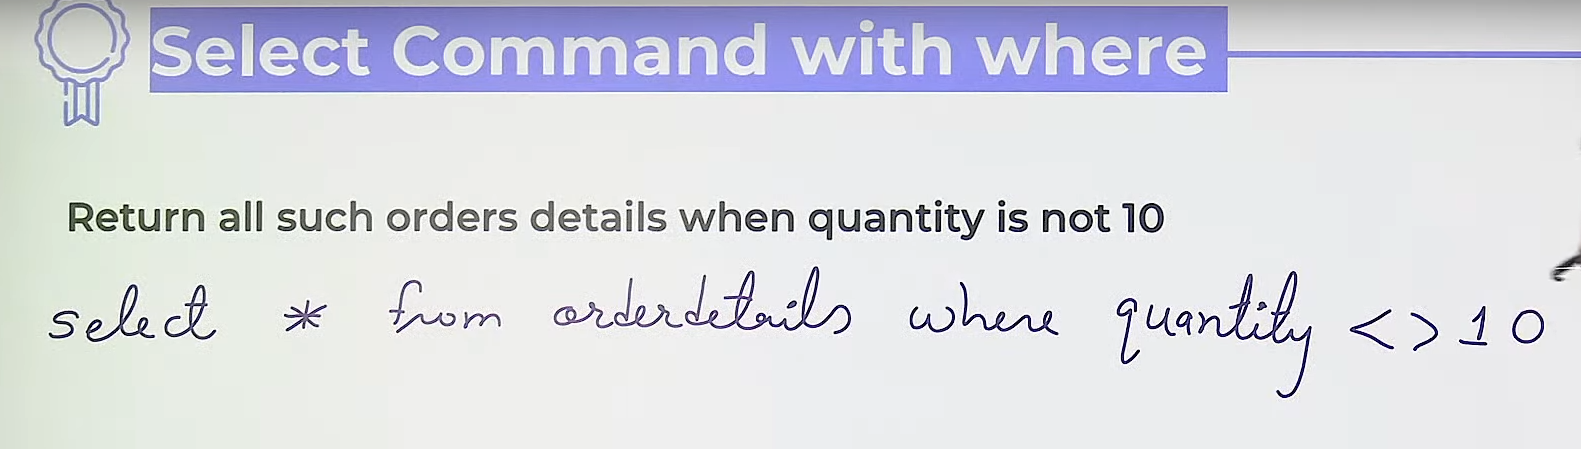 Select Command with where
Return all such orders details when quantity is not 10
select * from orderdetails where quantity <> 10